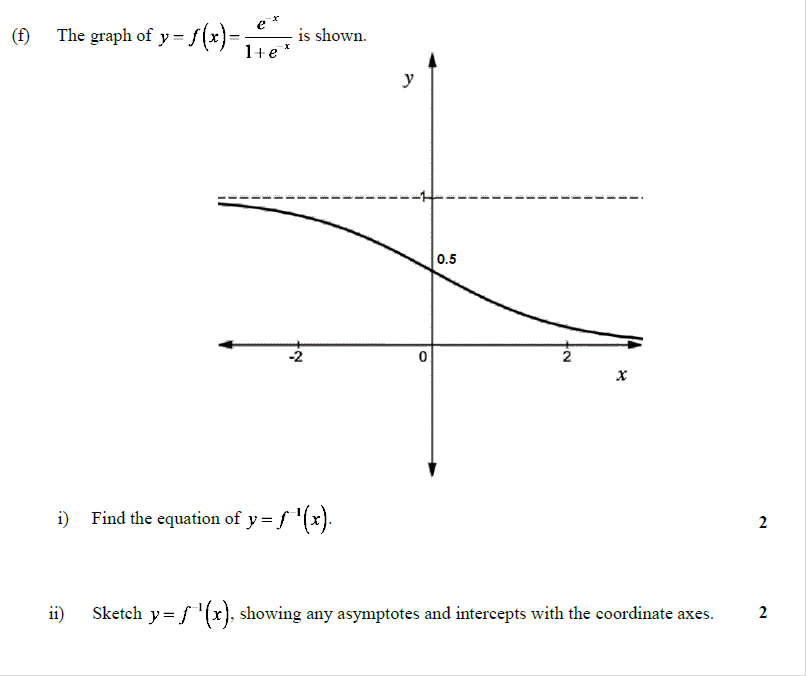 (f) The graph of y = f(x) = e^-x / (1+e^-x) is shown.
y
1
0.5
-2 0 2
x
i) Find the equation of y = f^-1(x). 2
ii) Sketch y = f^-1(x), showing any asymptotes and intercepts with the coordinate axes. 2